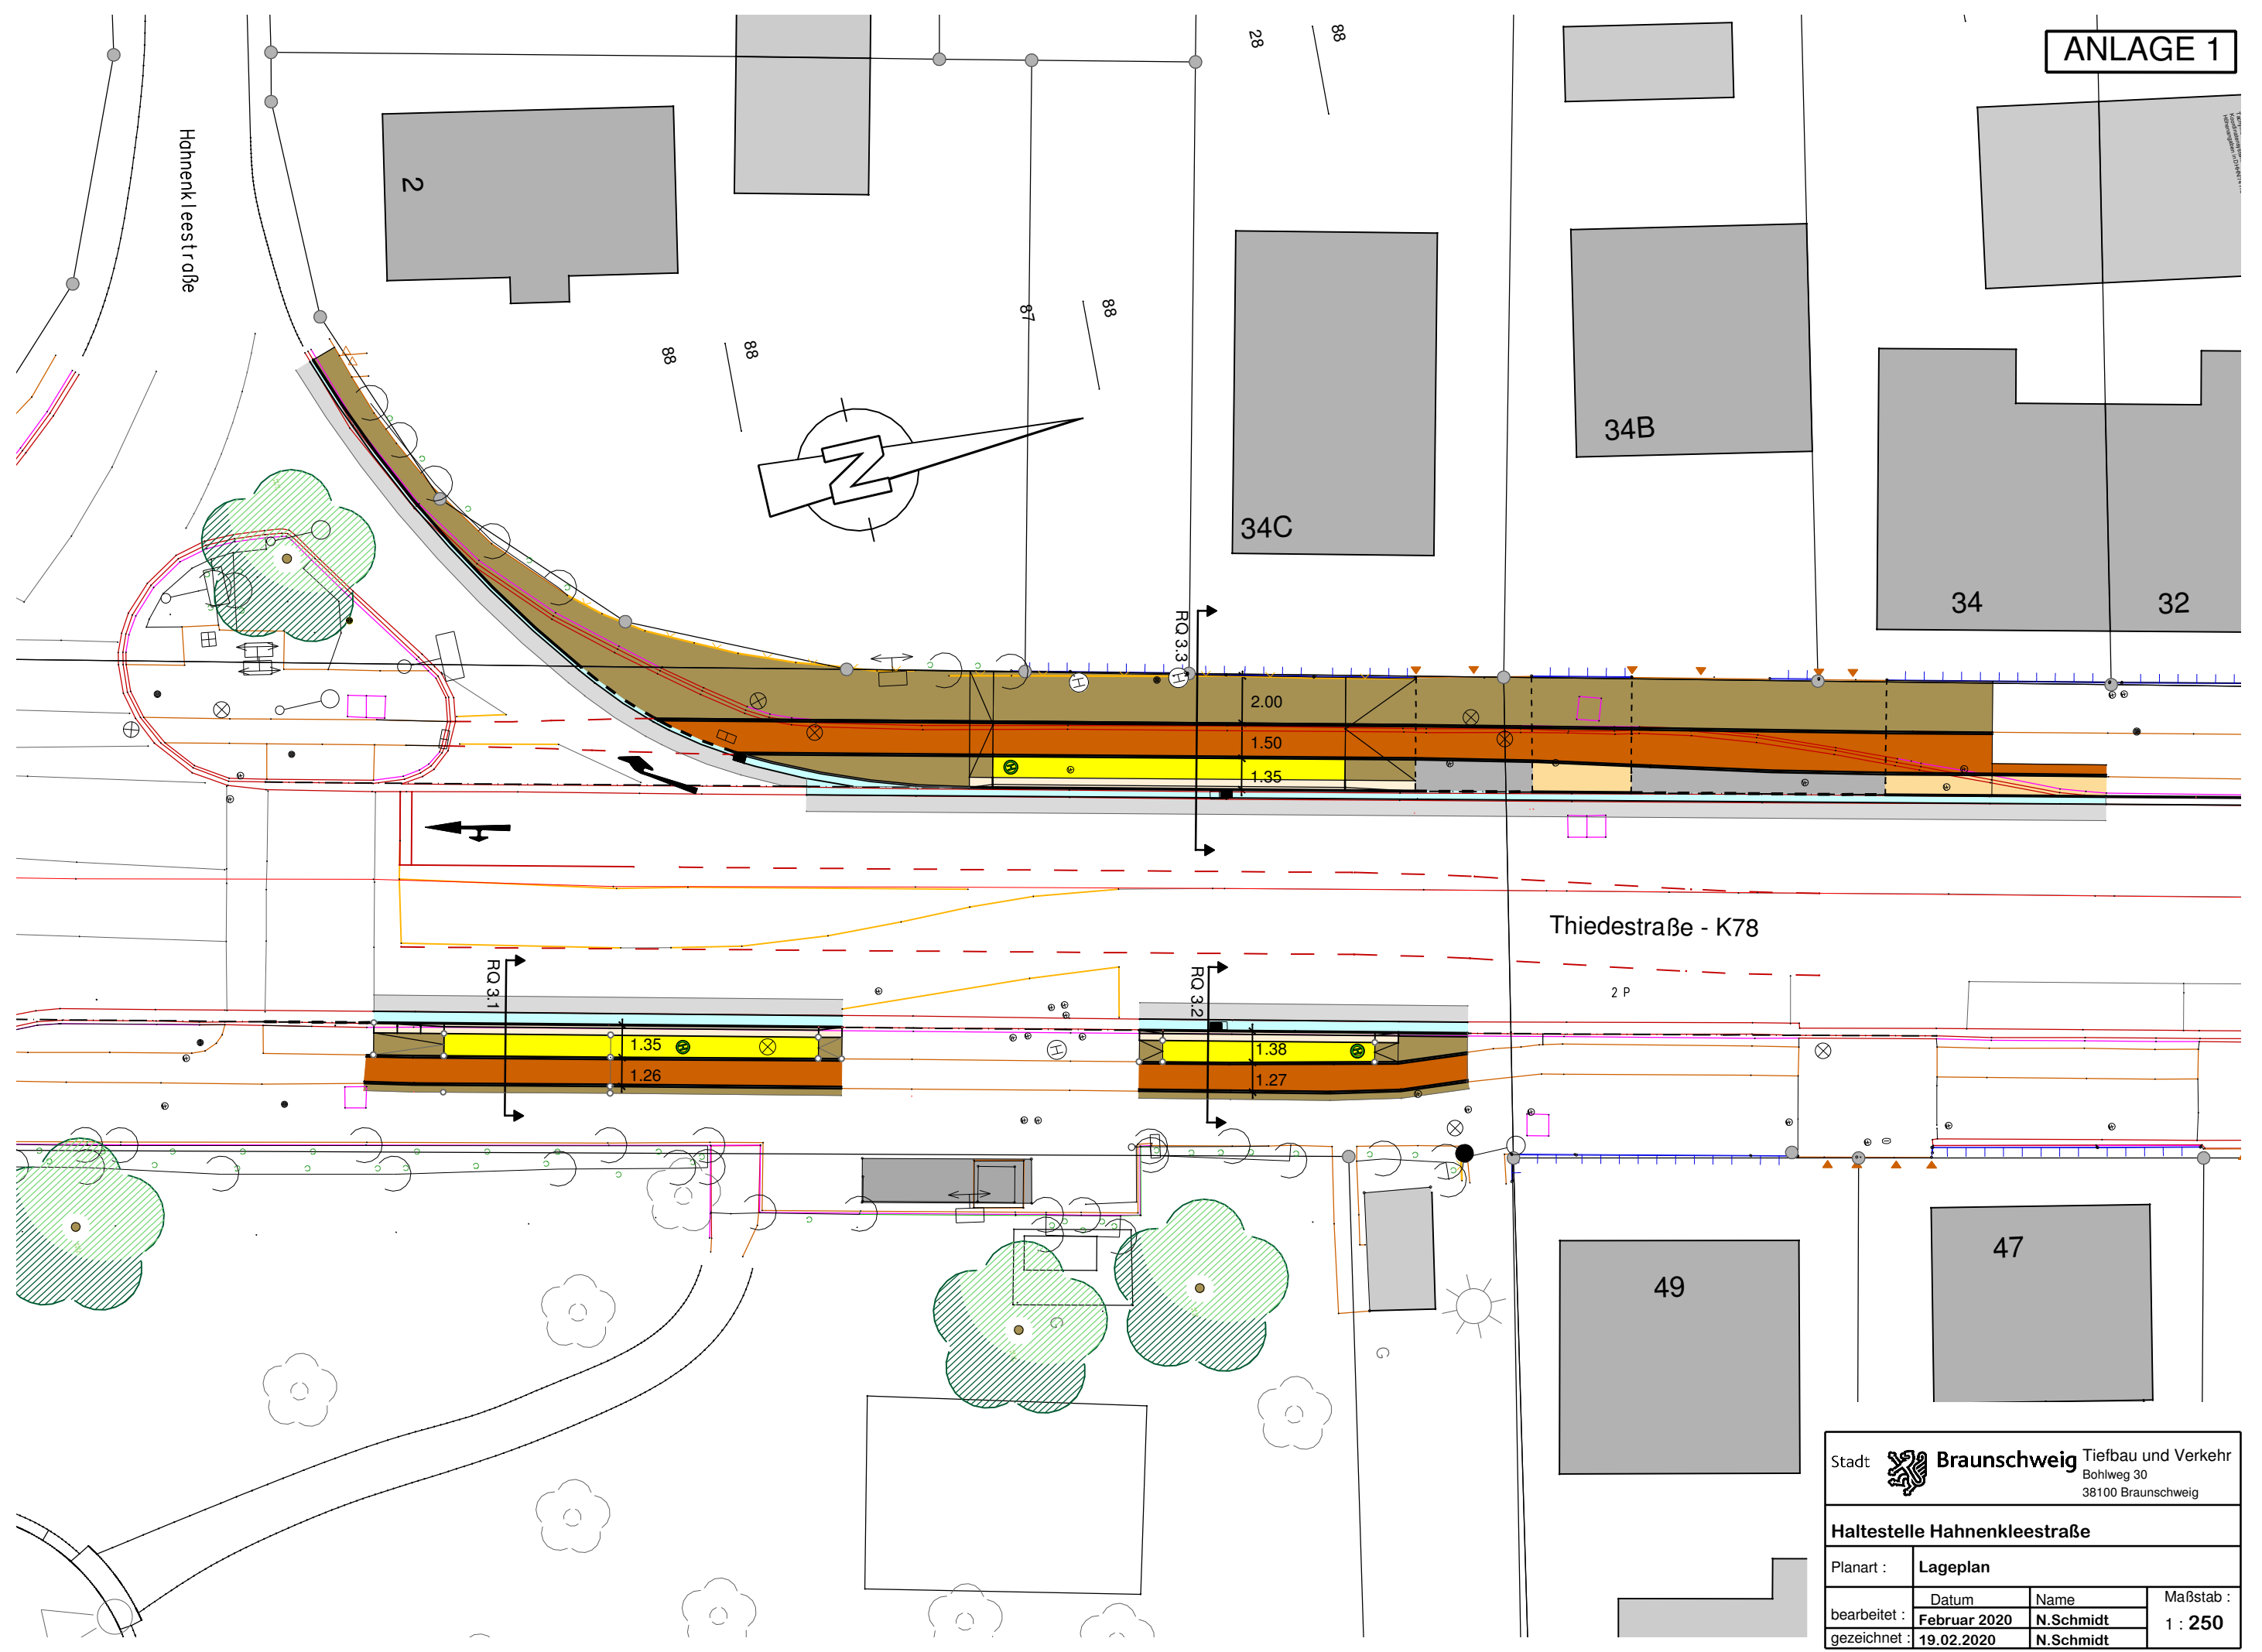 ANLAGE 1
28
88
Hahnenkleestraße
2
87
88
88
88
34B
34C
34
32
RQ 3.3
H
H
2.00
1.50
1.35
N
Thiedestraße - K78
2 P
RQ 3.1
RQ 3.2
H
1.35
1.26
1.38
1.27
49
47
G
G
Stadt Braunschweig Tiefbau und Verkehr
Bohlweg 30
38100 Braunschweig
Haltestelle Hahnenkleestraße
Planart : Lageplan
Datum Name Maßstab :
bearbeitet : Februar 2020 N.Schmidt 1 : 250
gezeichnet : 19.02.2020 N.Schmidt